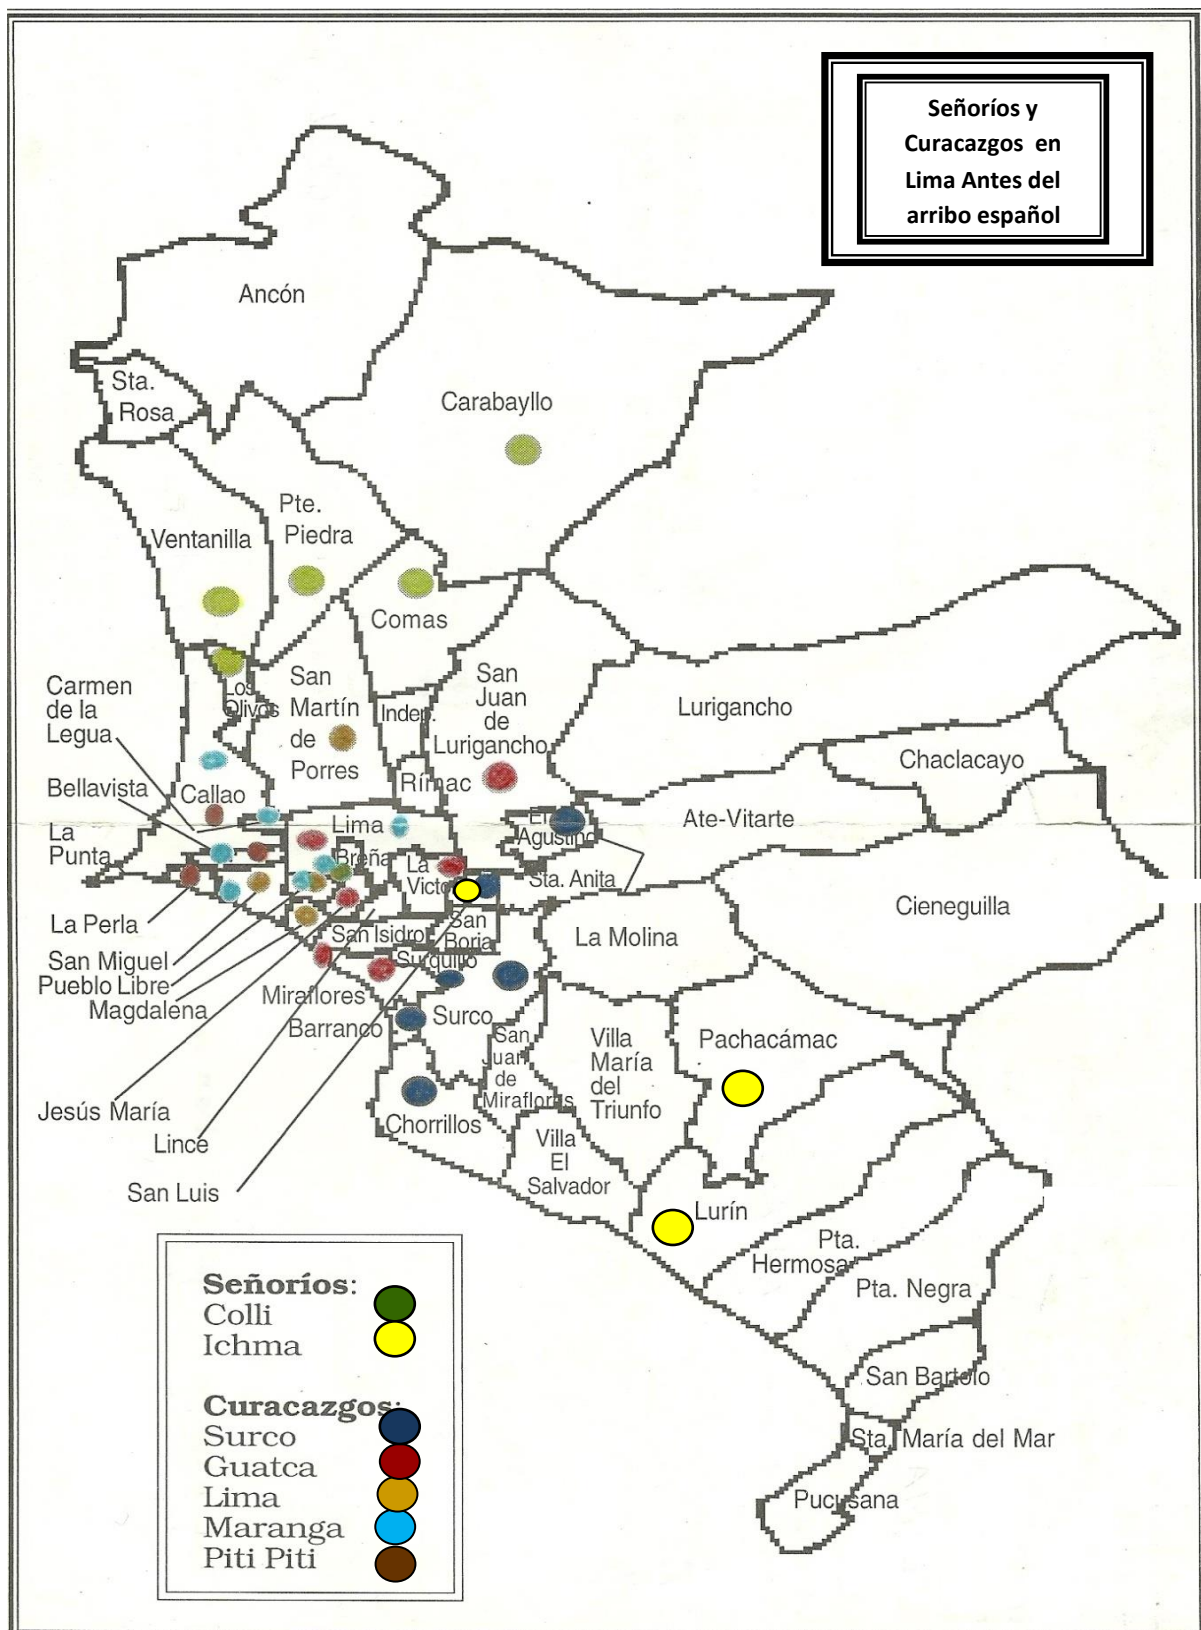 Señoríos y
Curacazgos en
Lima Antes del
arribo español
Ancón
Sta.
Rosa
Carabayllo
Pte.
Piedra
Ventanilla
Comas
Los
Olivos
San
Martín
de
Porres
Indep.
San
Juan
de
Lurigancho
Lurigancho
Chaclacayo
Carmen
de la
Legua
Bellavista
La
Punta
Callao
Rímac
Lima
El
Agustino
Ate-Vitarte
Breña
La
Victo
Sta. Anita
Cieneguilla
La Perla
San Miguel
Pueblo Libre
Magdalena
San Isidro
San
Borja
La Molina
Surquillo
Miraflores
Barranco
Surco
San
Juan
de
Miraflores
Villa
María
del
Triunfo
Pachacámac
Jesús María
Lince
San Luis
Chorrillos
Villa
El
Salvador
Lurín
Pta.
Hermosa
Pta. Negra
San Bartolo
Sta. María del Mar
Pucusana
Señoríos:
Colli
Ichma
Curacazgos:
Surco
Guatca
Lima
Maranga
Piti Piti